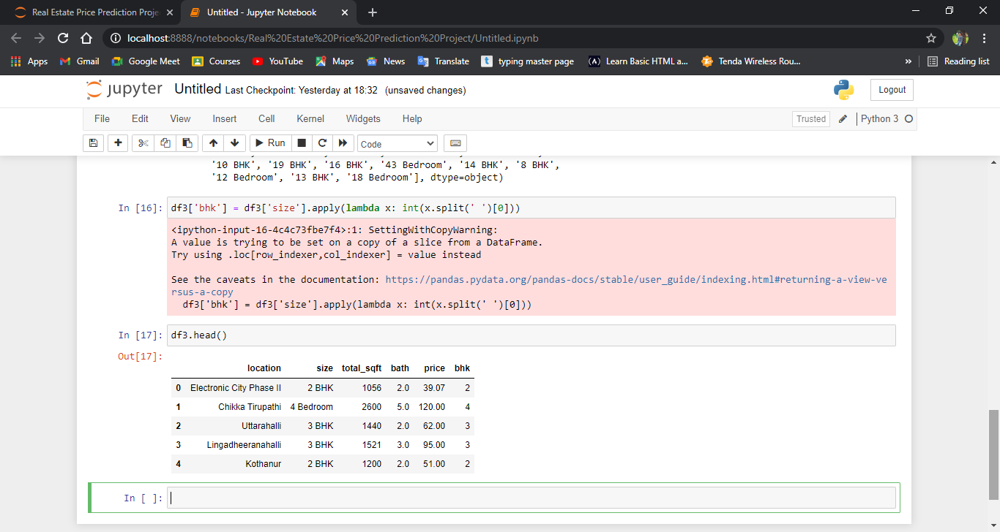 Real Estate Price Prediction Proje
Untitled - Jupyter Notebook
localhost:8888/notebooks/Real%20Estate%20Price%20Prediction%20Project/Untitled.ipynb
Apps Gmail Google Meet Courses YouTube Maps News Translate typing master page Learn Basic HTML a... Tenda Wireless Rou... » Reading list
jupyter Untitled Last Checkpoint: Yesterday at 18:32 (unsaved changes) Logout
File Edit View Insert Cell Kernel Widgets Help Trusted Python 3
Run Code
'10 BHK', '19 BHK', '16 BHK', '43 Bedroom', '14 BHK', '8 BHK',
'12 Bedroom', '13 BHK', '18 Bedroom'], dtype=object)
In [16]: df3['bhk'] = df3['size'].apply(lambda x: int(x.split(' ')[0]))
<ipython-input-16-4c4c73fbe7f4>:1: SettingWithCopyWarning:
A value is trying to be set on a copy of a slice from a DataFrame.
Try using .loc[row_indexer,col_indexer] = value instead
See the caveats in the documentation: https://pandas.pydata.org/pandas-docs/stable/user_guide/indexing.html#returning-a-view-ve
rsus-a-copy
df3['bhk'] = df3['size'].apply(lambda x: int(x.split(' ')[0]))
In [17]: df3.head()
Out[17]:
location size total_sqft bath price bhk
0 Electronic City Phase II 2 BHK 1056 2.0 39.07 2
1 Chikka Tirupathi 4 Bedroom 2600 5.0 120.00 4
2 Uttarahalli 3 BHK 1440 2.0 62.00 3
3 Lingadheeranahalli 3 BHK 1521 3.0 95.00 3
4 Kothanur 2 BHK 1200 2.0 51.00 2
In [ ]: